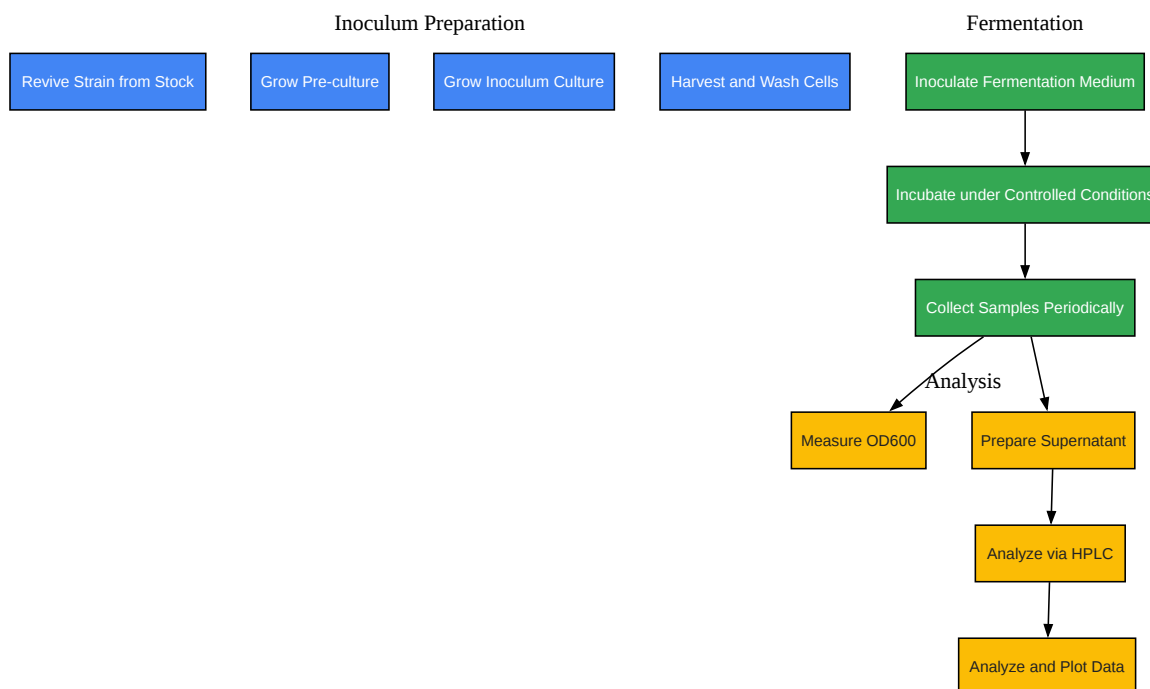 Inoculum Preparation
Fermentation
Revive Strain from Stock
Grow Pre-culture
Grow Inoculum Culture
Harvest and Wash Cells
Inoculate Fermentation Medium
Incubate under Controlled Conditions
Collect Samples Periodically
Analysis
Measure OD600
Prepare Supernatant
Analyze via HPLC
Analyze and Plot Data